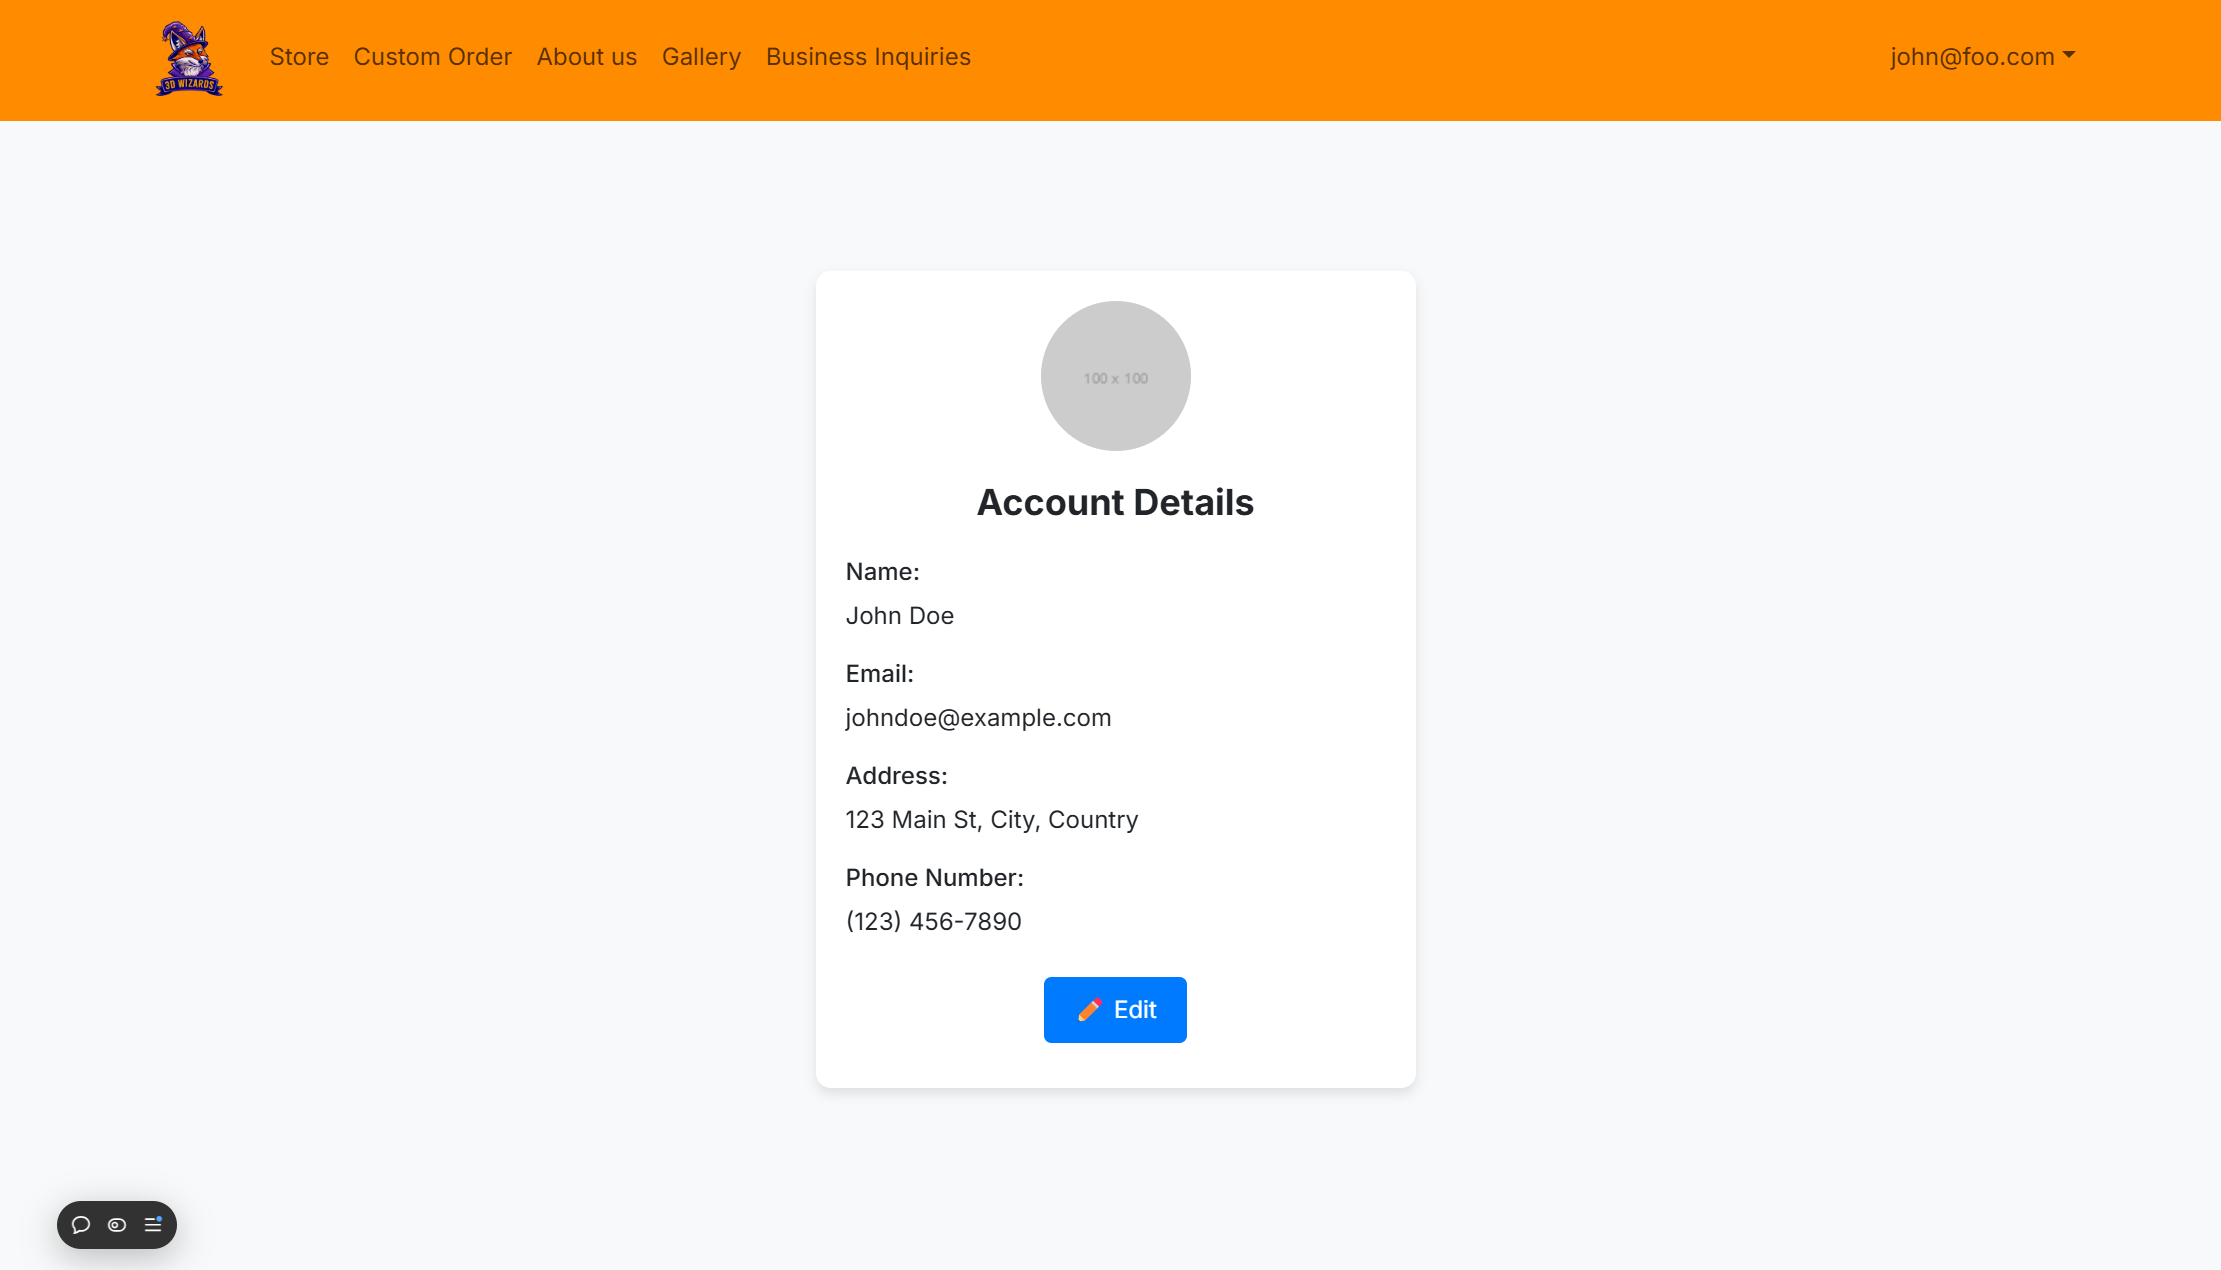 3D WIZARDS
Store Custom Order About us Gallery Business Inquiries john@foo.com
100 x 100
Account Details
Name:
John Doe
Email:
johndoe@example.com
Address:
123 Main St, City, Country
Phone Number:
(123) 456-7890
Edit